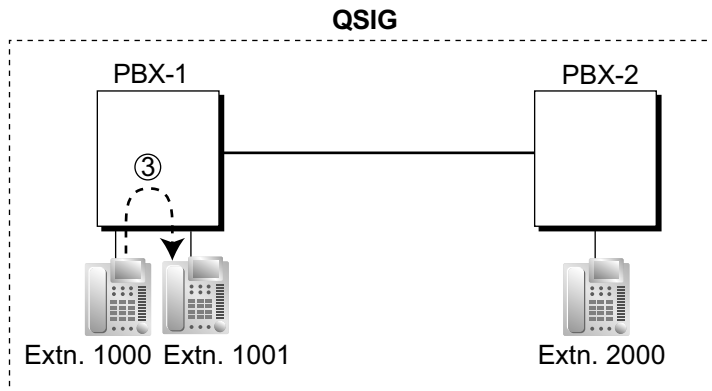 QSIG
PBX-1
PBX-2
③
Extn. 1000
Extn. 1001
Extn. 2000